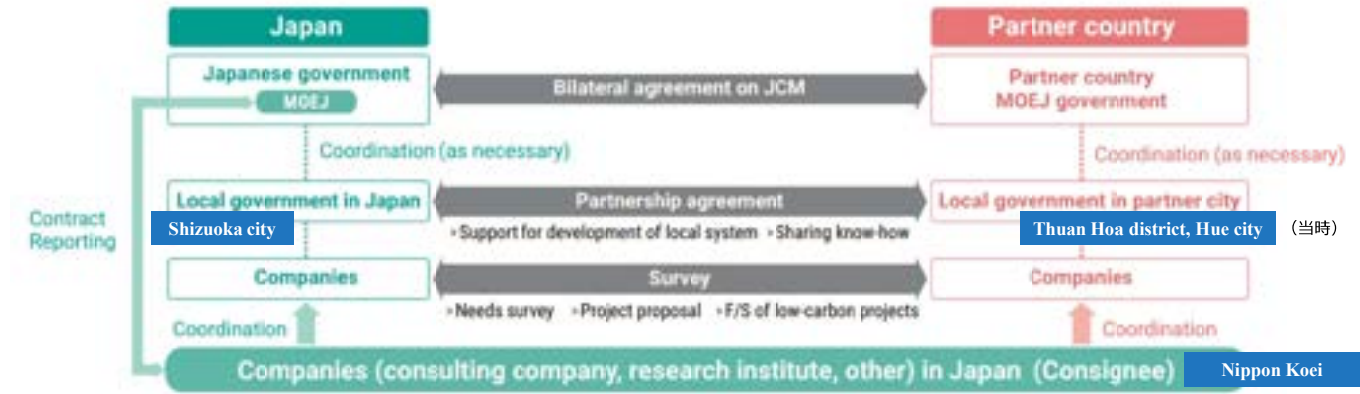 Japan
Partner country
Japanese government
MOEJ
Bilateral agreement on JCM
Partner country
MOEJ government
Coordination (as necessary)
Coordination (as necessary)
Contract
Reporting
Local government in Japan
Partnership agreement
Local government in partner city
Shizuoka city
▸Support for development of local system ▸Sharing know-how
Thuan Hoa district, Hue city
（当時）
Companies
Survey
Companies
▸Needs survey ▸Project proposal ▸F/S of low-carbon projects
Coordination
Coordination
Companies (consulting company, research institute, other) in Japan (Consignee)
Nippon Koei